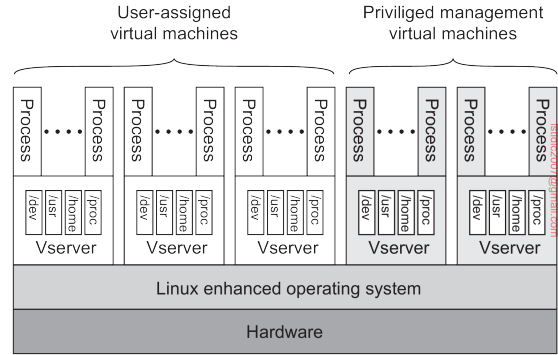 User-assigned
virtual machines
Priviliged management
virtual machines
Process Process Process Process Process Process Process Process Process Process
/dev /usr /home /proc /dev /usr /home /proc /dev /usr /home /proc /dev /usr /home /proc /dev /usr /home /proc
Vserver Vserver Vserver Vserver Vserver
Linux enhanced operating system
Hardware